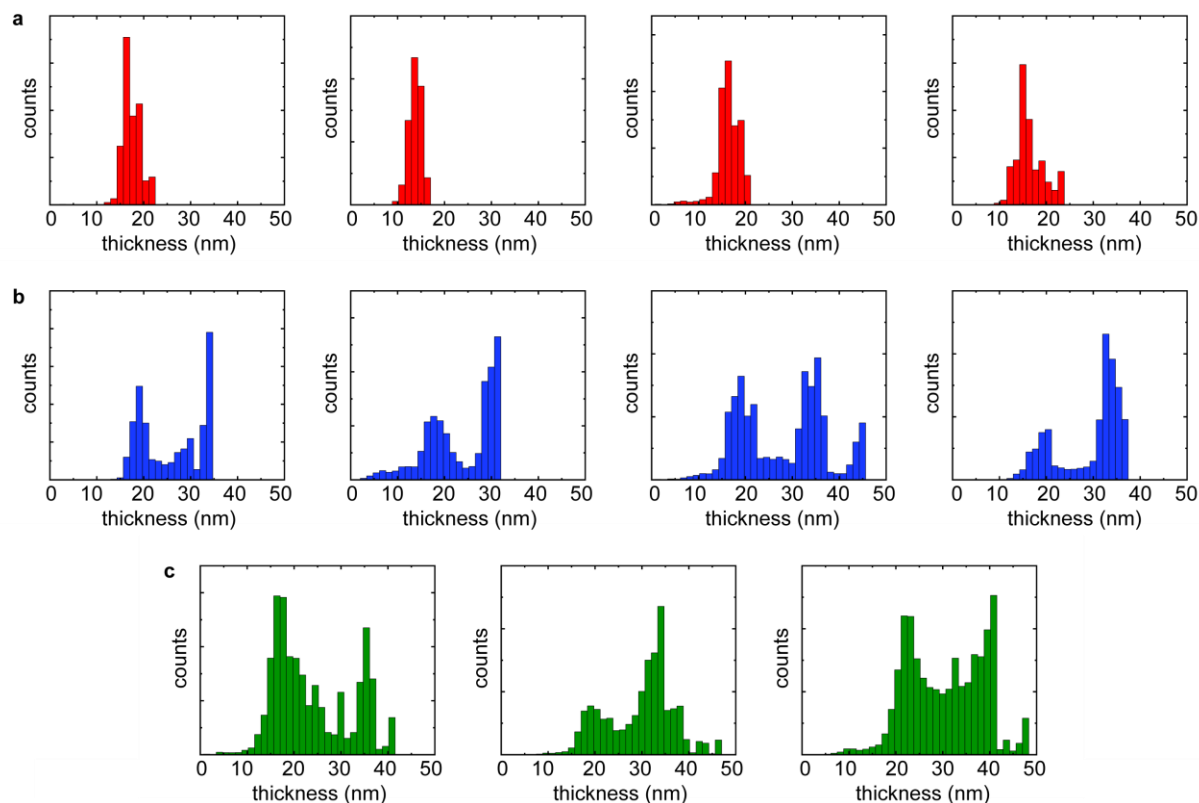 a
counts counts counts counts
0 10 20 30 40 50 0 10 20 30 40 50 0 10 20 30 40 50 0 10 20 30 40 50
thickness (nm) thickness (nm) thickness (nm) thickness (nm)
b
counts counts counts counts
0 10 20 30 40 50 0 10 20 30 40 50 0 10 20 30 40 50 0 10 20 30 40 50
thickness (nm) thickness (nm) thickness (nm) thickness (nm)
c
counts counts counts
0 10 20 30 40 50 0 10 20 30 40 50 0 10 20 30 40 50
thickness (nm) thickness (nm) thickness (nm)